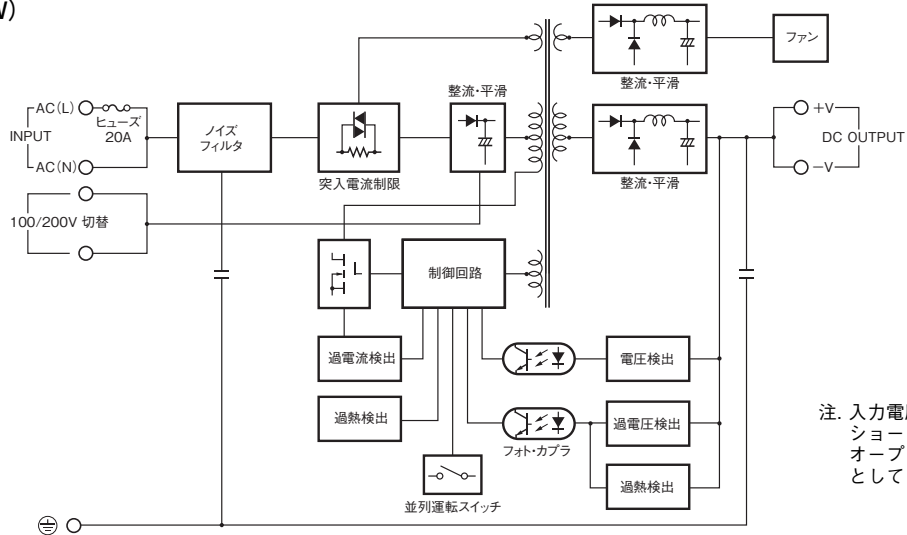 W)
ファン
整流・平滑
整流・平滑
AC(L)
ヒューズ
20A
INPUT
AC(N)
ノイズ
フィルタ
突入電流制限
整流・平滑
+V
DC OUTPUT
−V
100/200V 切替
制御回路
過電流検出
電圧検出
過熱検出
過電圧検出
フォト・カプラ
過熱検出
並列運転スイッチ
注. 入力電
ショー
オープ
として